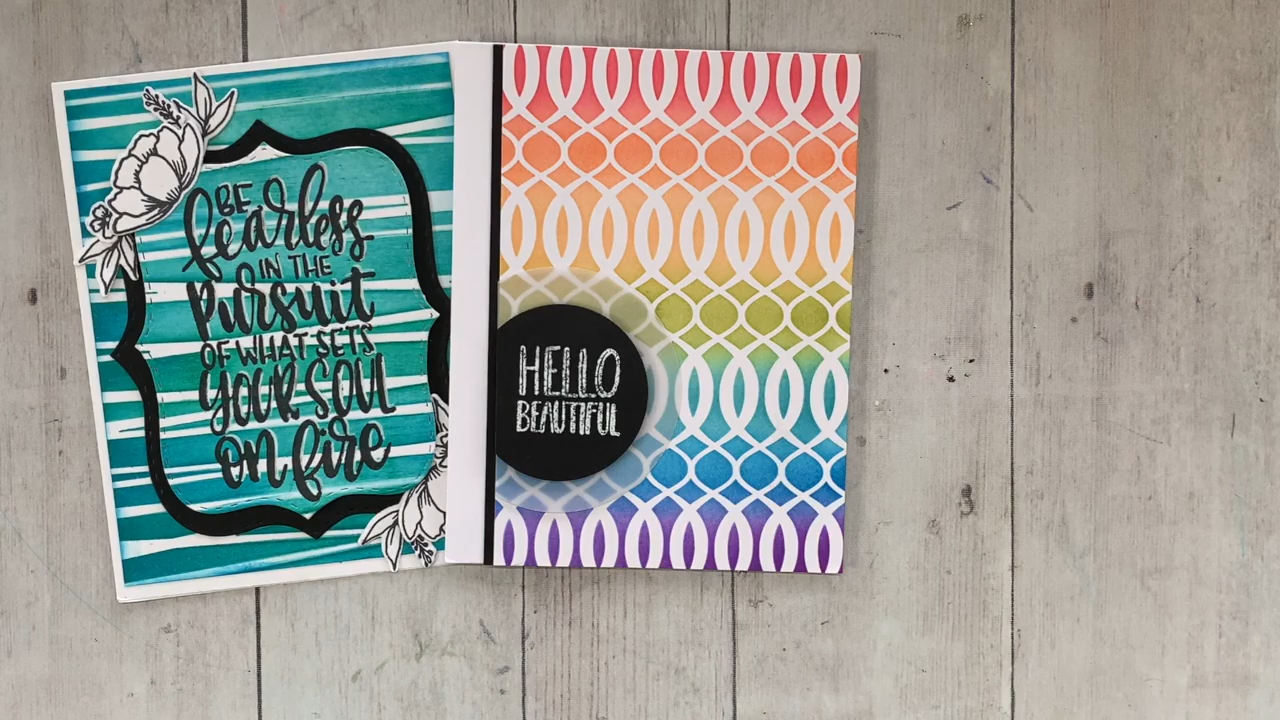 BE
fearless
IN THE
Pursuit
OF WHAT SETS
YOUR SOUL
on fire
HELLO
BEAUTIFUL